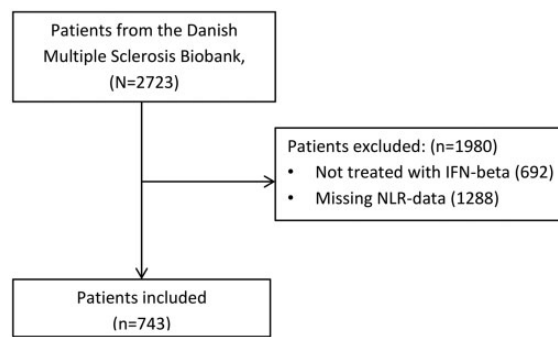 Patients from the Danish
Multiple Sclerosis Biobank,
(N=2723)
Patients excluded: (n=1980)
• Not treated with IFN-beta (692)
• Missing NLR-data (1288)
Patients included
(n=743)